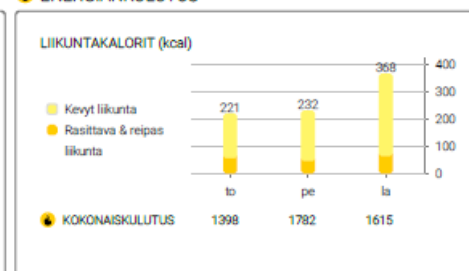 LIIKUNTAKALORIT (kcal)
368
400
300
Kevyt liikunta
221
232
200
Rasittava & reipas
liikunta
100
0
to pe la
KOKONAISKULUTUS 1398 1782 1615